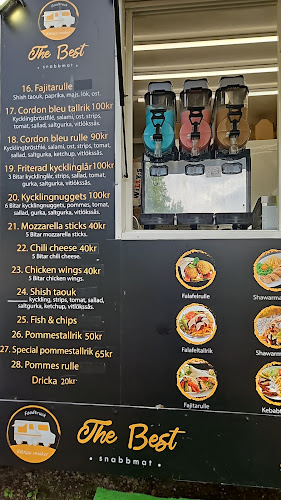 Foodtruck
The Best
• snabbmat •
16. Fajitarulle
Shish taouk, paprika, majs, lök, ost.
17. Cordon bleu tallrik 100kr
Kycklingbröstfilé, salami, ost, strips,
tomat, sallad, saltgurka, vitlökssås.
18. Cordon bleu rulle 90kr
Kycklingbröstfilé, salami, ost, strips, tomat,
sallad, saltgurka, ketchup, vitlökssås.
19. Friterad kycklinglår 100kr
3 Bitar kycklinglår, strips, sallad, tomat,
gurka, saltgurka, vitlökssås.
20. Kycklingnuggets 100kr
6 Bitar kycklingnuggets, pommes, tomat,
sallad, gurka, saltgurka, vitlökssås.
21. Mozzarella sticks 40kr
5 Bitar mozzarella sticks.
22. Chili cheese 40kr
5 Bitar chili cheese.
23. Chicken wings 40kr
5 Bitar chicken wings.
24. Shish taouk
kyckling, strips, tomat, sallad,
saltgurka, ketchup, vitlökssås.
25. Fish & chips
26. Pommestallrik 50kr
27. Special pommestallrik 65kr
28. Pommes rulle
Dricka 20kr
Falafelrulle
Shawarma
Falafeltallrik
Shawarma
Fajitarulle
Kebabt
Foodtruck
The Best
• snabbmat •